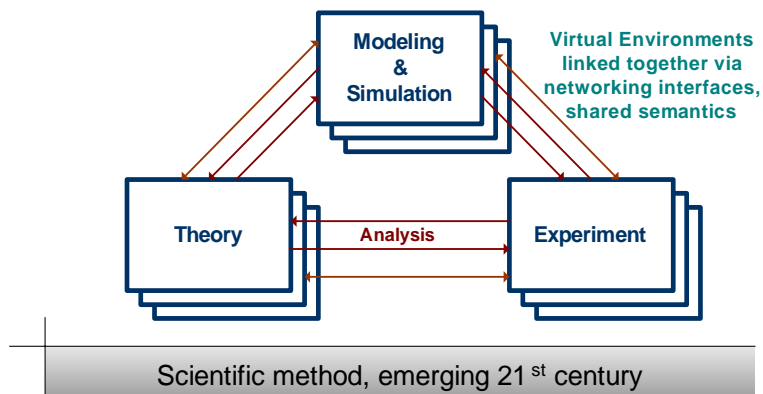 Modeling
&
Simulation
Virtual Environments
linked together via
networking interfaces,
shared semantics
Theory
Analysis
Experiment
Scientific method, emerging 21 st century